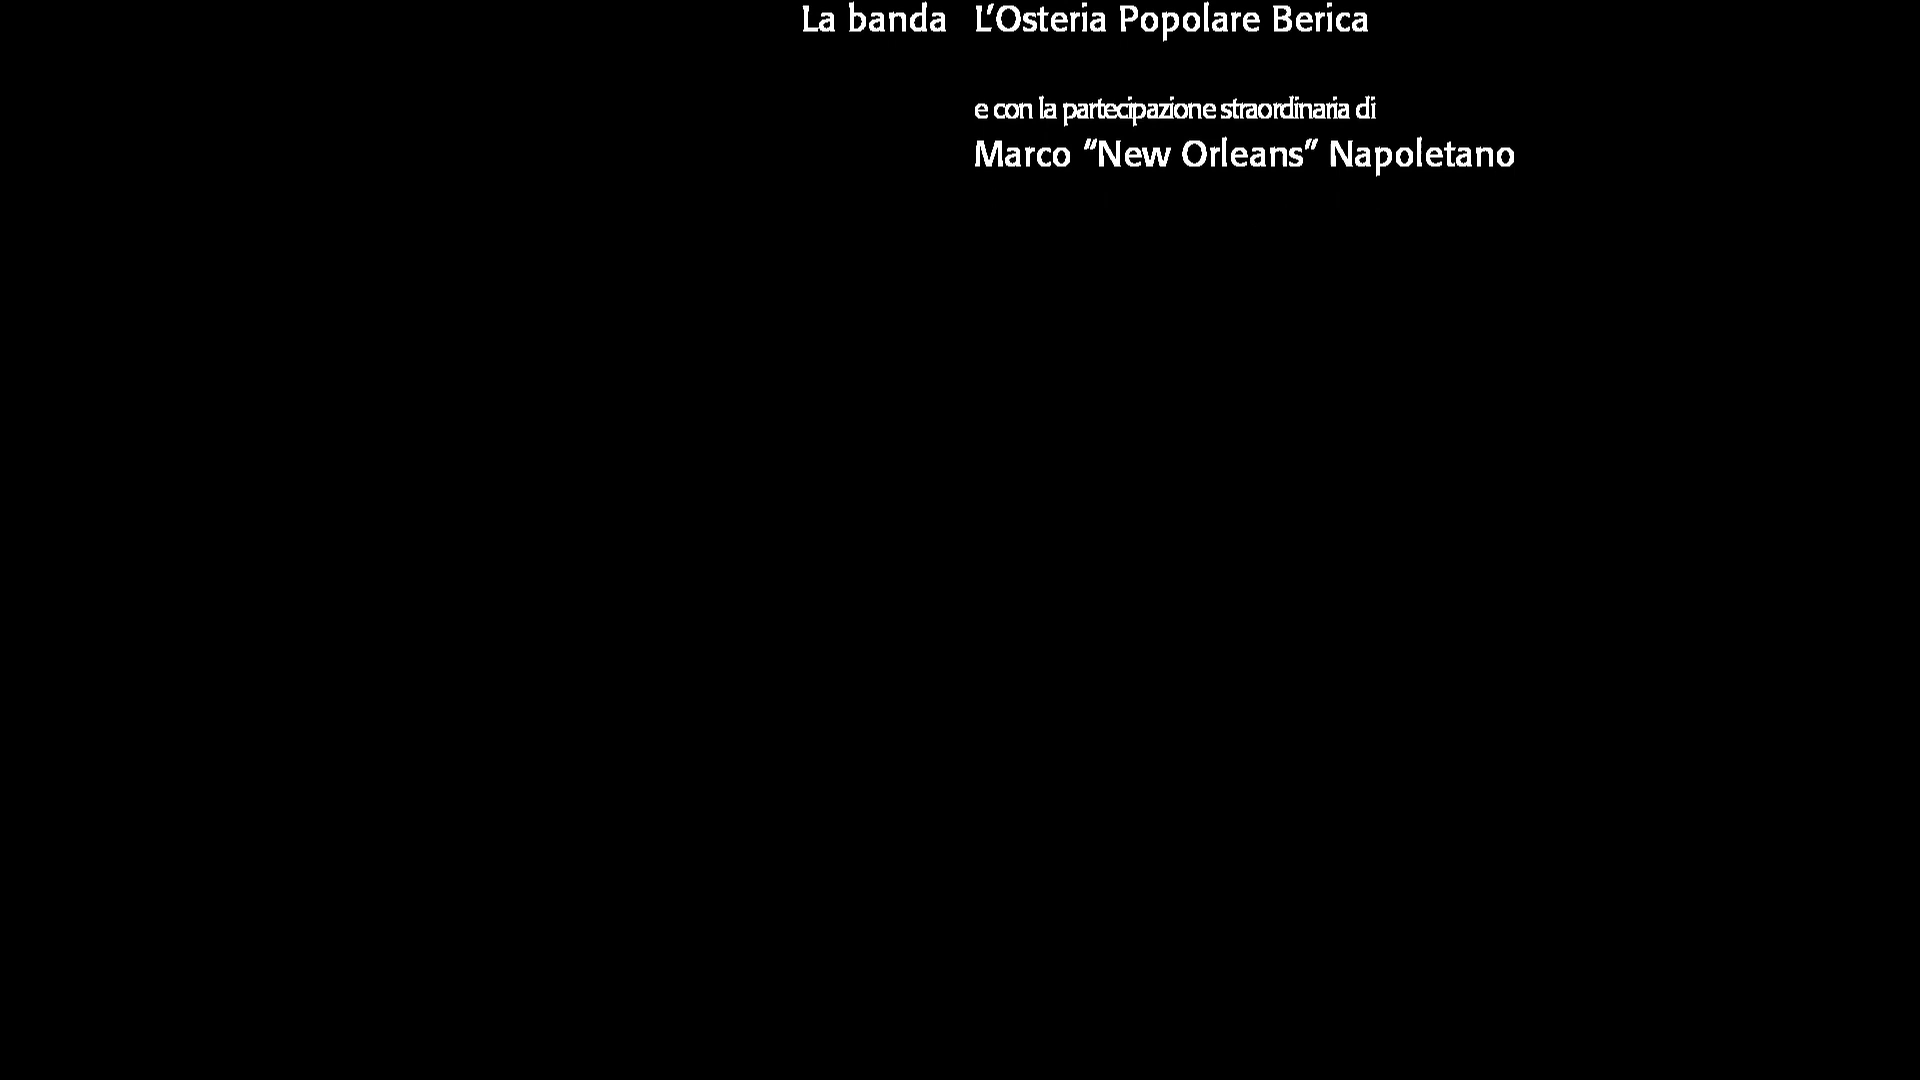 La banda L’Osteria Popolare Berica
e con la partecipazione straordinaria di
Marco “New Orleans” Napoletano